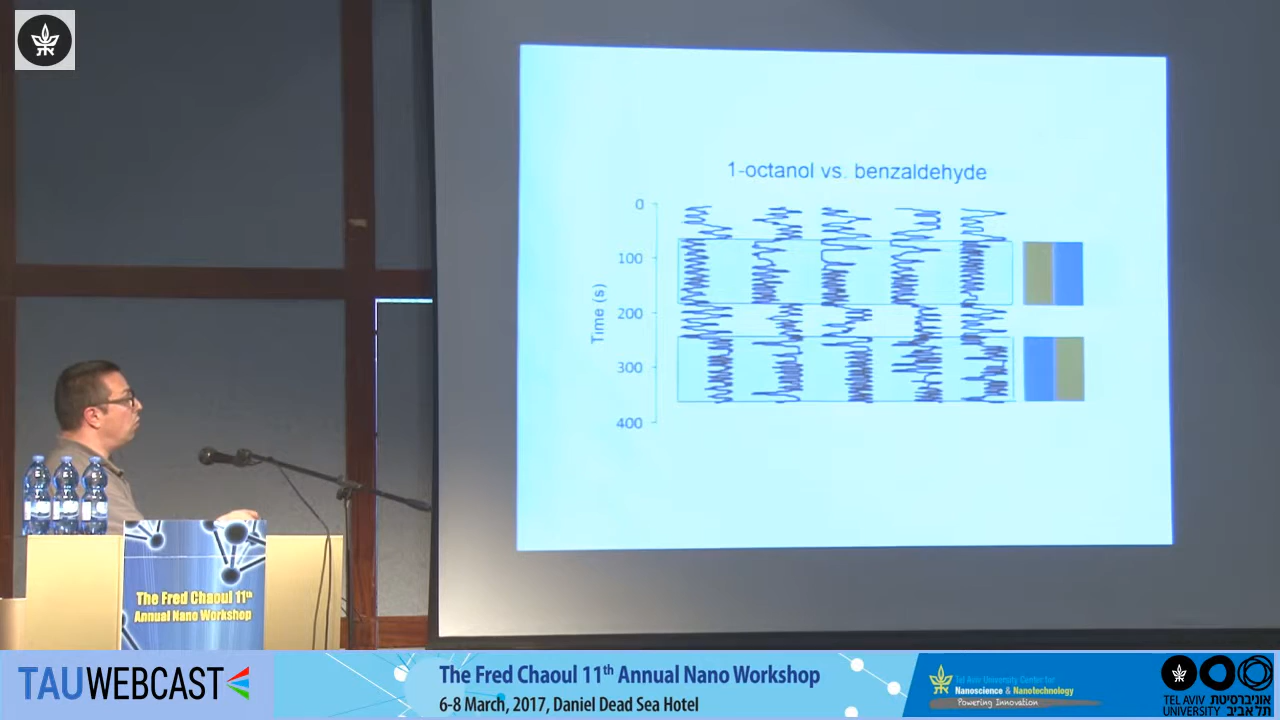 1-octanol vs. benzaldehyde
0
100
200
300
400
Time (s)
The Fred Chaoul 11th
Annual Nano Workshop
TAUWEBCAST
The Fred Chaoul 11th Annual Nano Workshop
6-8 March, 2017, Daniel Dead Sea Hotel
Tel Aviv University Center for
Nanoscience & Nanotechnology
Powering Innovation
TEL AVIV אוניברסיטת
UNIVERSITY תל אביב